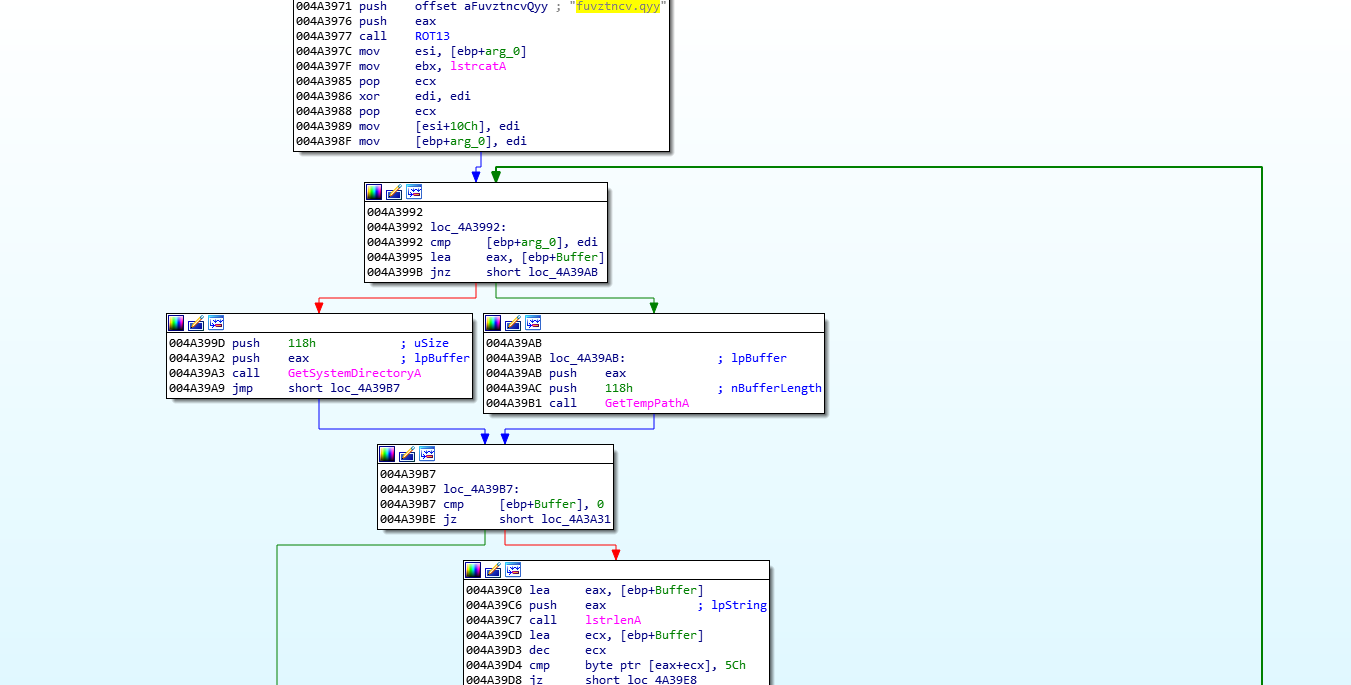 004A3971 push offset aFuvztncvQyy ; "fuvztncv.qyy"
004A3976 push eax
004A3977 call ROT13
004A397C mov esi, [ebp+arg_0]
004A397F mov ebx, lstrcatA
004A3985 pop ecx
004A3986 xor edi, edi
004A3988 pop ecx
004A3989 mov [esi+10Ch], edi
004A398F mov [ebp+arg_0], edi
004A3992
004A3992 loc_4A3992:
004A3992 cmp [ebp+arg_0], edi
004A3995 lea eax, [ebp+Buffer]
004A399B jnz short loc_4A39AB
004A399D push 118h ; uSize
004A39A2 push eax ; lpBuffer
004A39A3 call GetSystemDirectoryA
004A39A9 jmp short loc_4A39B7
004A39AB
004A39AB loc_4A39AB: ; lpBuffer
004A39AB push eax
004A39AC push 118h ; nBufferLength
004A39B1 call GetTempPathA
004A39B7
004A39B7 loc_4A39B7:
004A39B7 cmp [ebp+Buffer], 0
004A39BE jz short loc_4A3A31
004A39C0 lea eax, [ebp+Buffer]
004A39C6 push eax ; lpString
004A39C7 call lstrlenA
004A39CD lea ecx, [ebp+Buffer]
004A39D3 dec ecx
004A39D4 cmp byte ptr [eax+ecx], 5Ch
004A39D8 jz short loc_4A39E8